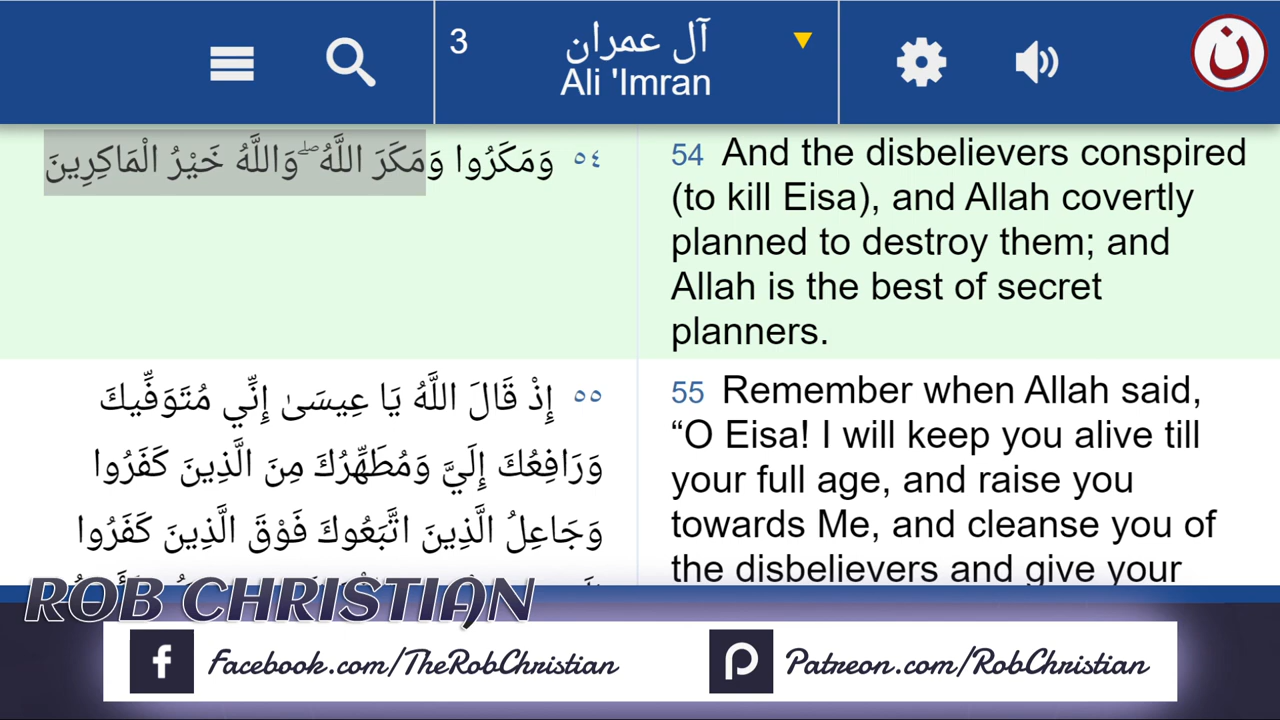 3
آل عمران
Ali 'Imran
ن
٥٤ وَمَكَرُوا وَمَكَرَ اللَّهُ ۖ وَاللَّهُ خَيْرُ الْمَاكِرِينَ
54 And the disbelievers conspired
(to kill Eisa), and Allah covertly
planned to destroy them; and
Allah is the best of secret
planners.
٥٥ إِذْ قَالَ اللَّهُ يَا عِيسَىٰ إِنِّي مُتَوَفِّيكَ
وَرَافِعُكَ إِلَيَّ وَمُطَهِّرُكَ مِنَ الَّذِينَ كَفَرُوا
وَجَاعِلُ الَّذِينَ اتَّبَعُوكَ فَوْقَ الَّذِينَ كَفَرُوا
55 Remember when Allah said,
“O Eisa! I will keep you alive till
your full age, and raise you
towards Me, and cleanse you of
the disbelievers and give your
ROB CHRISTIAN
Facebook.com/TheRobChristian
Patreon.com/RobChristian